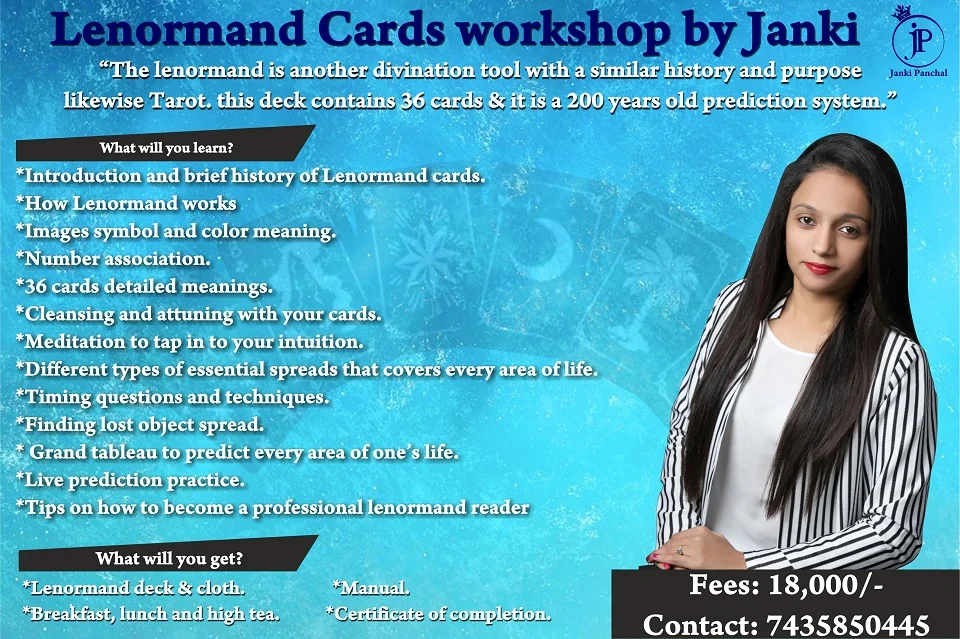 Lenormand Cards workshop by Janki
jP
Janki Panchal
“The lenormand is another divination tool with a similar history and purpose
likewise Tarot. this deck contains 36 cards & it is a 200 years old prediction system.”
What will you learn?
*Introduction and brief history of Lenormand cards.
*How Lenormand works
*Images symbol and color meaning.
*Number association.
*36 cards detailed meanings.
*Cleansing and attuning with your cards.
*Meditation to tap in to your intuition.
*Different types of essential spreads that covers every area of life.
*Timing questions and techniques.
*Finding lost object spread.
* Grand tableau to predict every area of one’s life.
*Live prediction practice.
*Tips on how to become a professional lenormand reader
What will you get?
*Lenormand deck & cloth. *Manual.
*Breakfast, lunch and high tea. *Certificate of completion.
Fees: 18,000/-
Contact: 7435850445